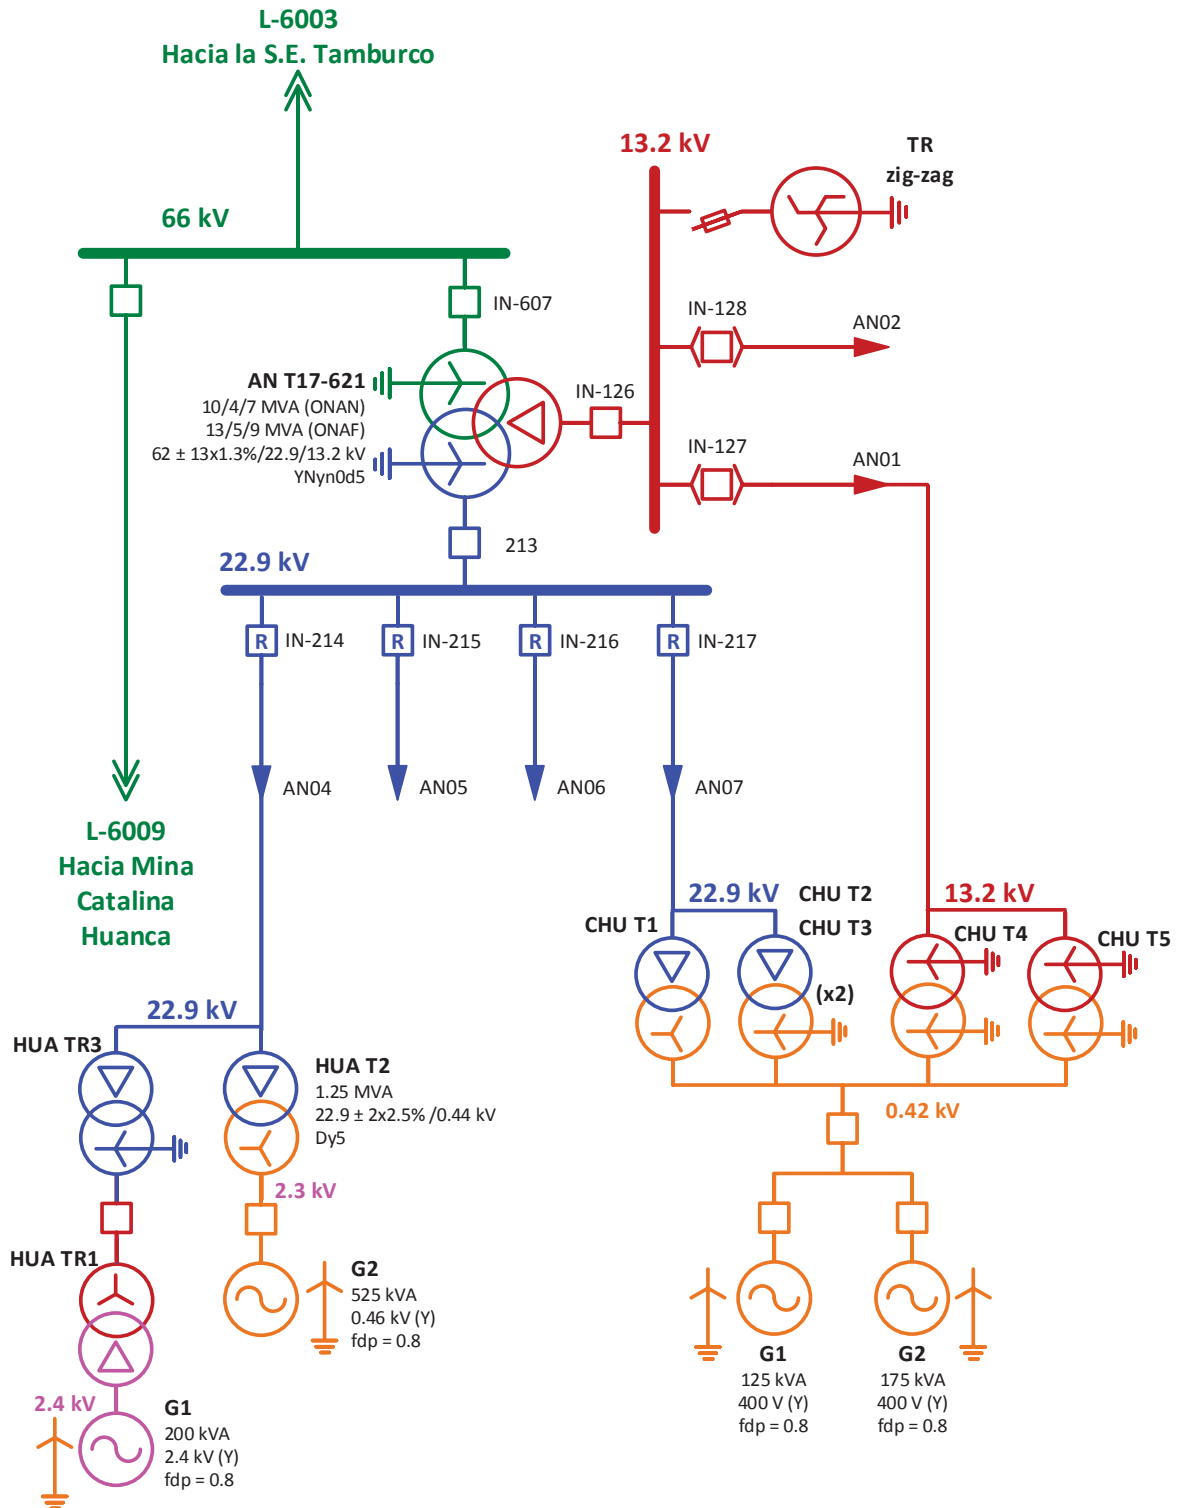 L-6003
Hacia la S.E. Tamburco
13.2 kV
TR
zig-zag
66 kV
IN-607
IN-128
AN02
AN T17-621
10/4/7 MVA (ONAN)
13/5/9 MVA (ONAF)
62 ± 13x1.3%/22.9/13.2 kV
YNyn0d5
IN-126
IN-127
AN01
213
22.9 kV
R
IN-214
R
IN-215
R
IN-216
R
IN-217
AN04
AN05
AN06
AN07
L-6009
Hacia Mina
Catalina
Huanca
22.9 kV
CHU T2
CHU T3
13.2 kV
CHU T1
CHU T4
CHU T5
(x2)
22.9 kV
HUA TR3
HUA T2
1.25 MVA
22.9 ± 2x2.5% /0.44 kV
Dy5
0.42 kV
2.3 kV
HUA TR1
G2
525 kVA
0.46 kV (Y)
fdp = 0.8
G1
125 kVA
400 V (Y)
fdp = 0.8
G2
175 kVA
400 V (Y)
fdp = 0.8
2.4 kV
G1
200 kVA
2.4 kV (Y)
fdp = 0.8